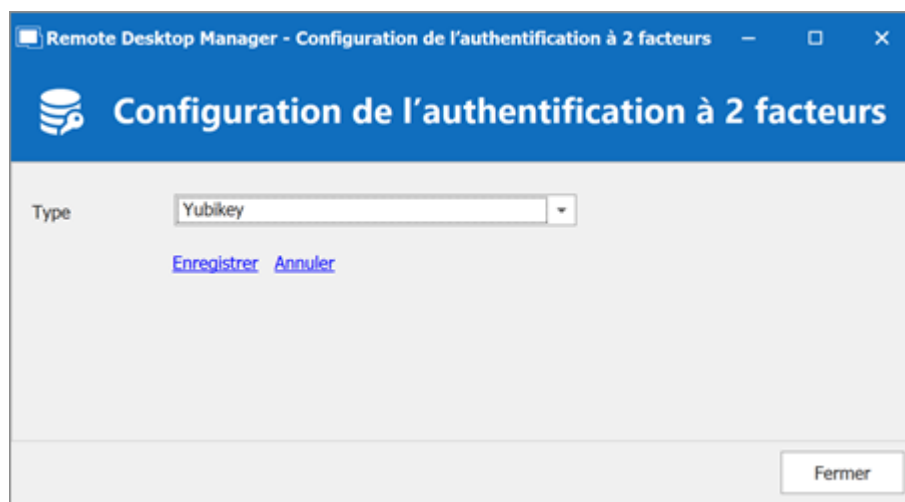 Remote Desktop Manager - Configuration de l'authentification à 2 facteurs
Configuration de l'authentification à 2 facteurs
Type
Yubikey
Enregistrer Annuler
Fermer